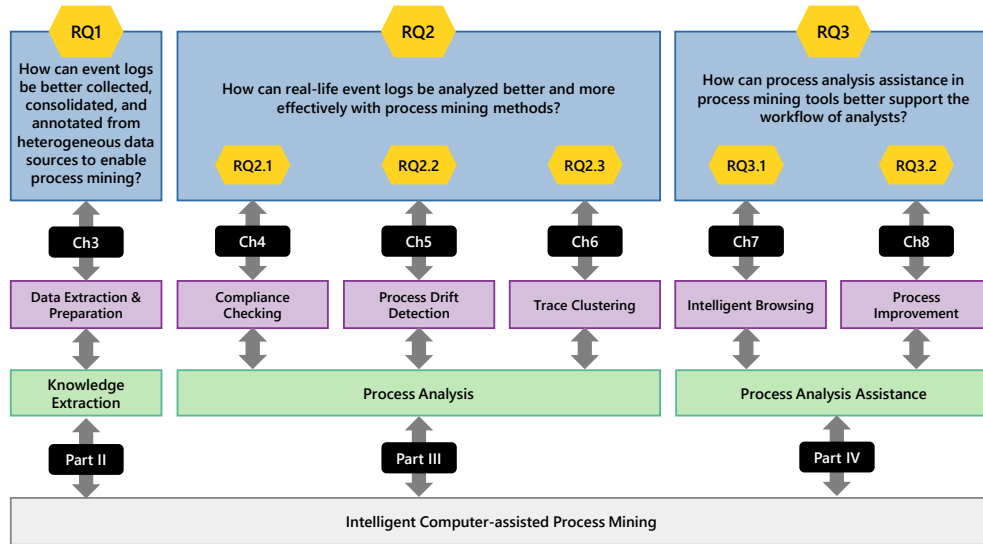 RQ1
RQ2
RQ3
How can event logs
be better collected,
consolidated, and
annotated from
heterogeneous data
sources to enable
process mining?
How can real-life event logs be analyzed better and more
effectively with process mining methods?
How can process analysis assistance in
process mining tools better support the
workflow of analysts?
RQ2.1
RQ2.2
RQ2.3
RQ3.1
RQ3.2
Ch3
Ch4
Ch5
Ch6
Ch7
Ch8
Data Extraction &
Preparation
Compliance
Checking
Process Drift
Detection
Trace Clustering
Intelligent Browsing
Process
Improvement
Knowledge
Extraction
Process Analysis
Process Analysis Assistance
Part II
Part III
Part IV
Intelligent Computer-assisted Process Mining